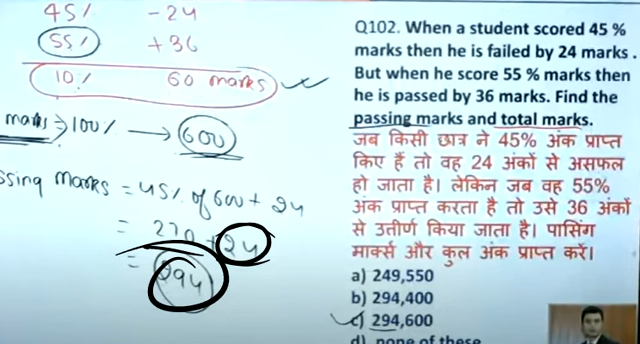 45% -24
55% +36
10% 60 marks
marks → 100% → 600
ssing marks = 45% of 600 + 24
= 270 + 24
= 294
Q102. When a student scored 45 %
marks then he is failed by 24 marks .
But when he score 55 % marks then
he is passed by 36 marks. Find the
passing marks and total marks.
जब किसी छात्र ने 45% अंक प्राप्त
किए हैं तो वह 24 अंकों से असफल
हो जाता है। लेकिन जब वह 55%
अंक प्राप्त करता है तो उसे 36 अंकों
से उत्तीर्ण किया जाता है। पासिंग
मार्क्स और कुल अंक प्राप्त करें।
a) 249,550
b) 294,400
c) 294,600
d) none of these